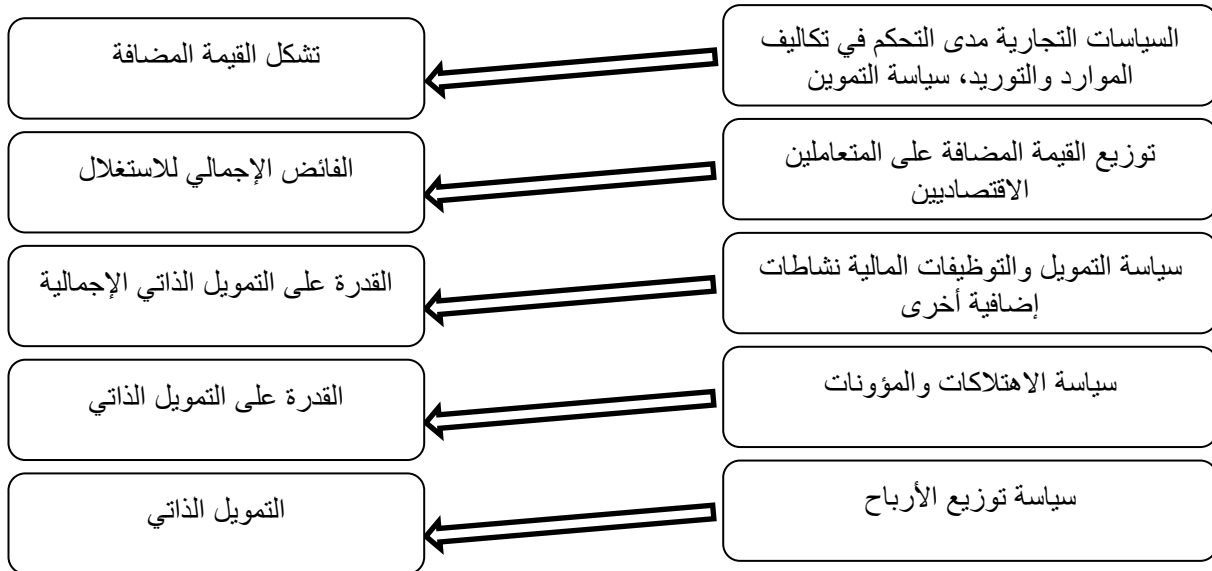 السياسات التجارية مدى التحكم في تكاليف
الموارد والتوريد، سياسة التموين
تشكل القيمة المضافة
توزيع القيمة المضافة على المتعاملين
الاقتصاديين
الفائض الإجمالي للاستغلال
سياسة التمويل والتوظيفات المالية نشاطات
إضافية أخرى
القدرة على التمويل الذاتي الإجمالية
سياسة الاهتلاكات والمؤونات
القدرة على التمويل الذاتي
سياسة توزيع الأرباح
التمويل الذاتي